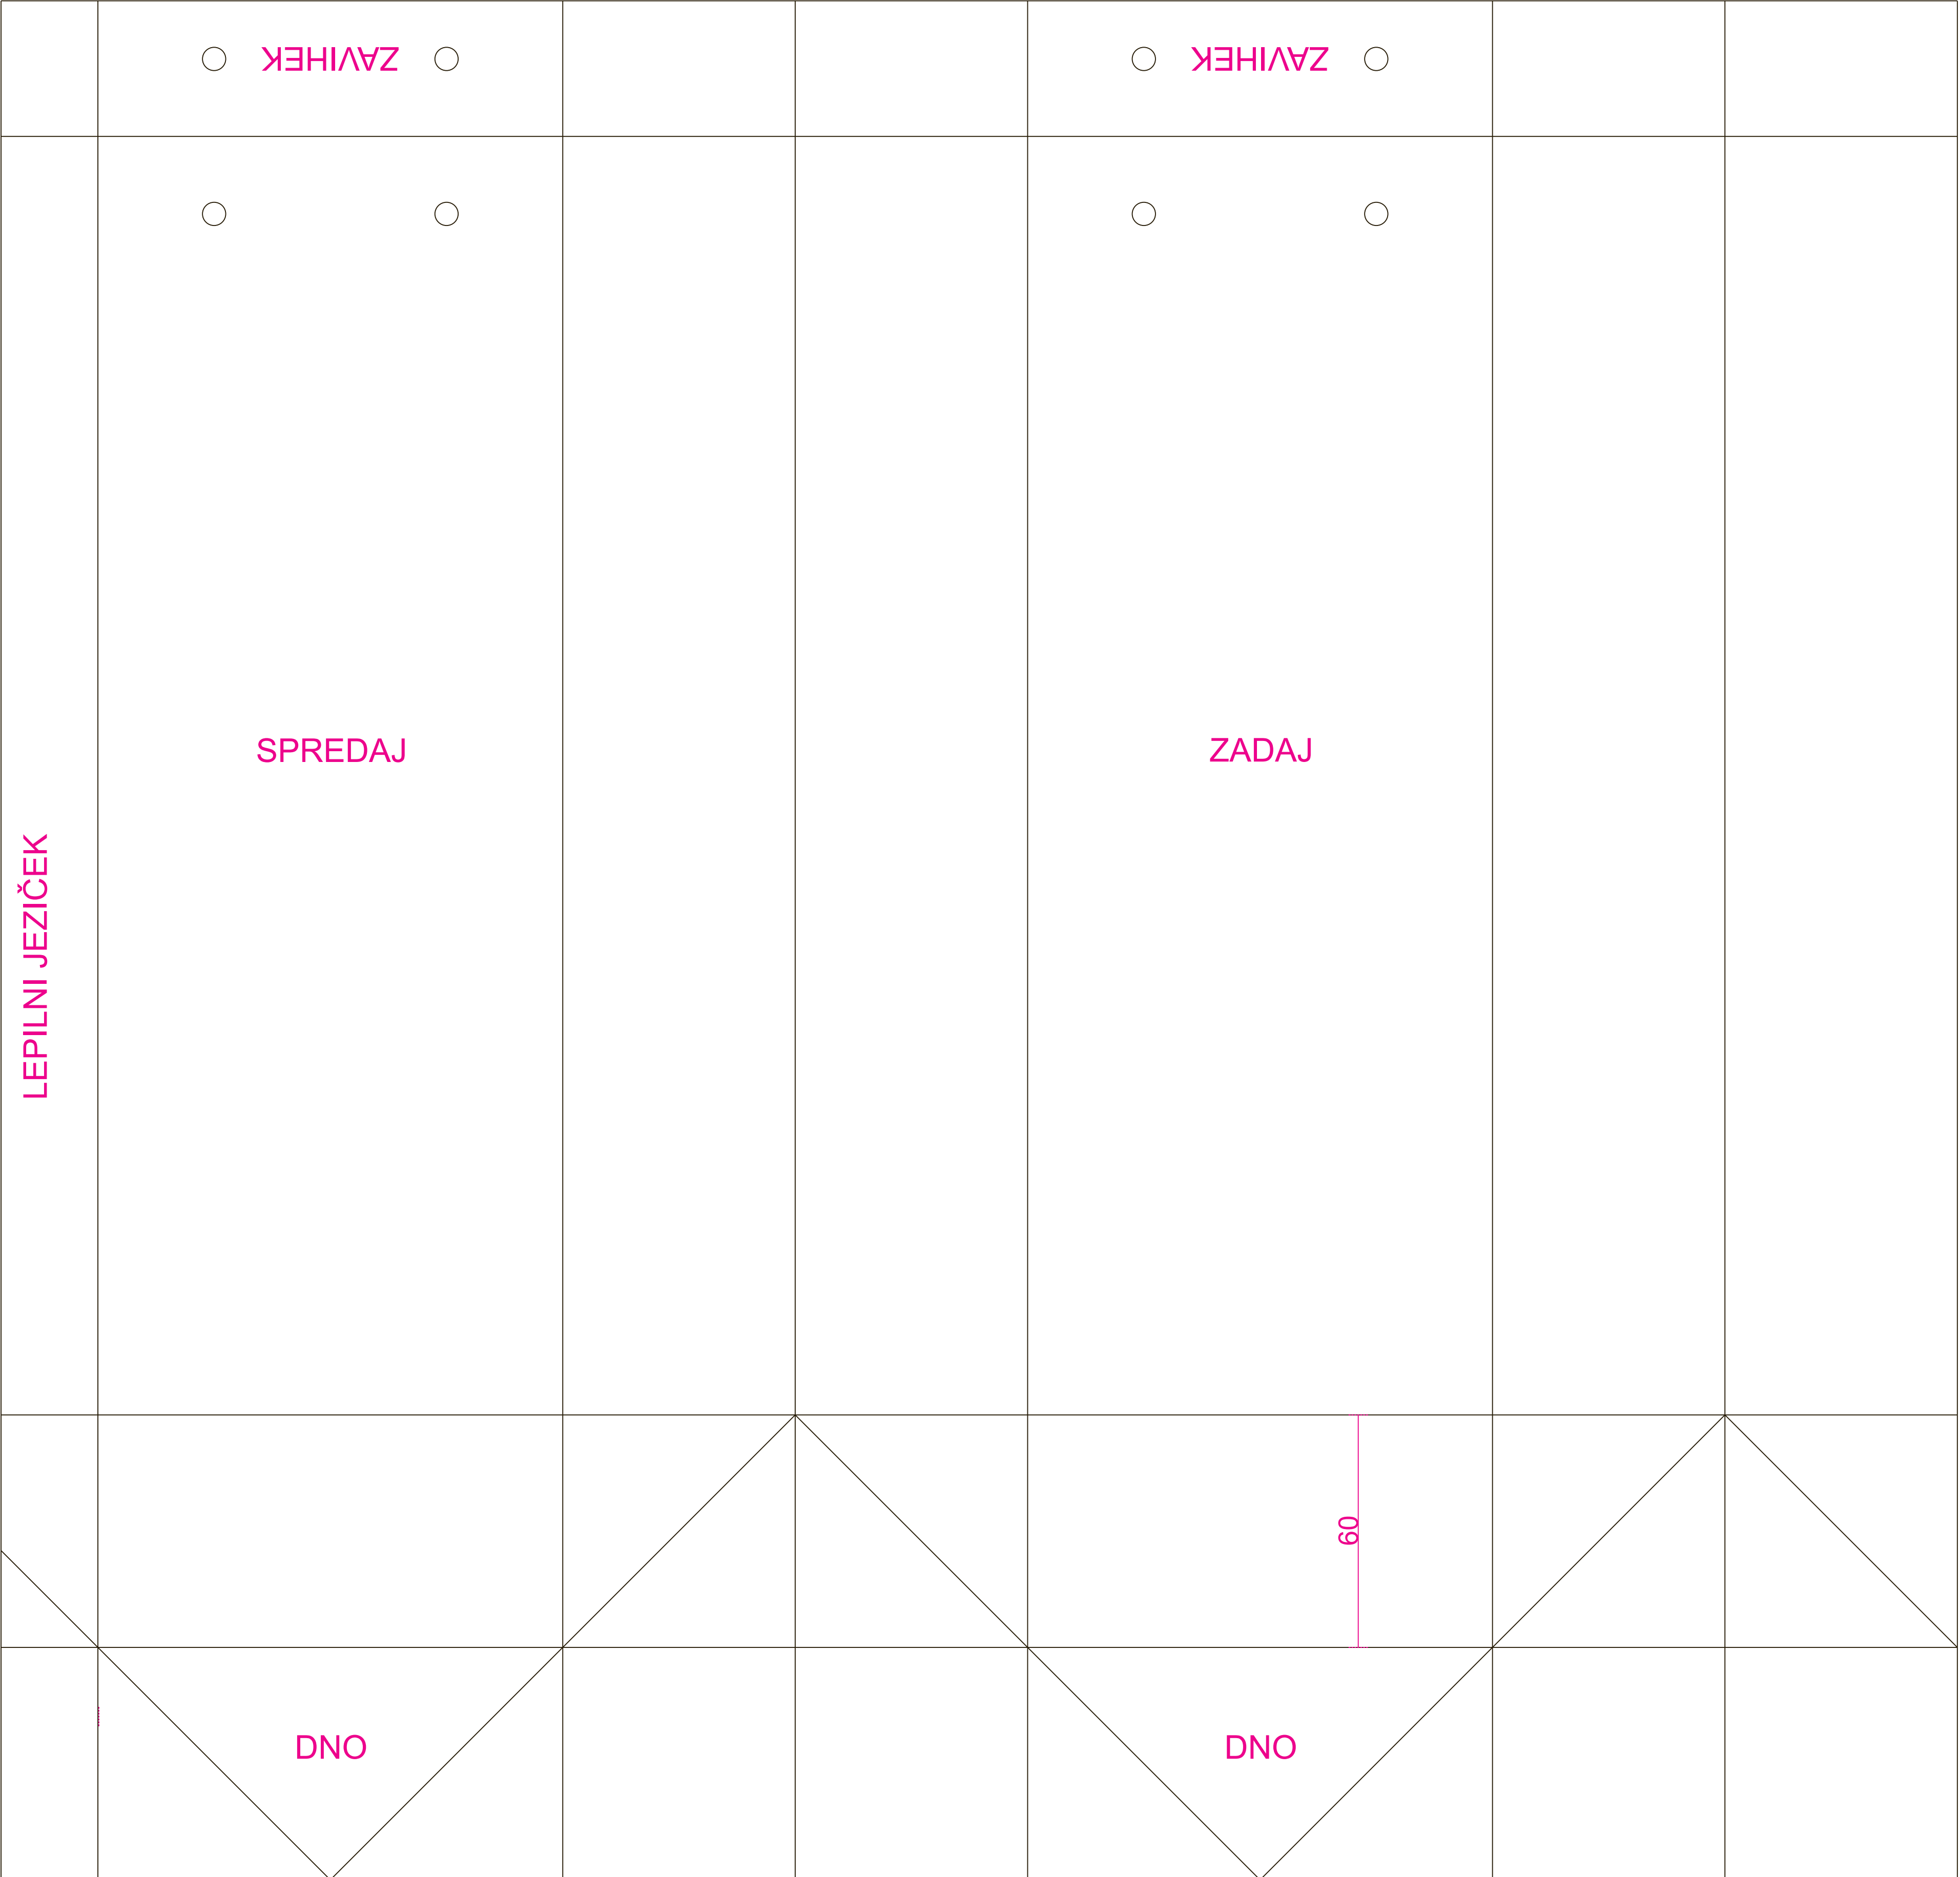 ZAVIHEK
ZAVIHEK
SPREDAJ
ZADAJ
LEPILNI JEZIČEK
60
DNO
DNO